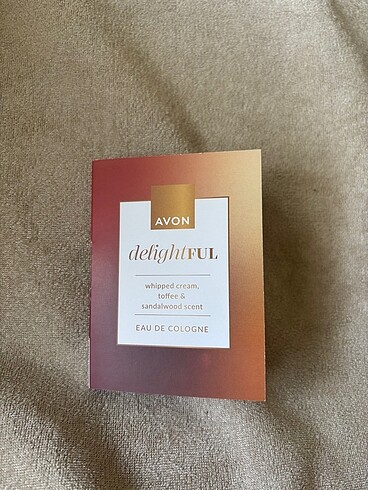 AVON
delightFUL
whipped cream,
toffee &
sandalwood scent
EAU DE COLOGNE